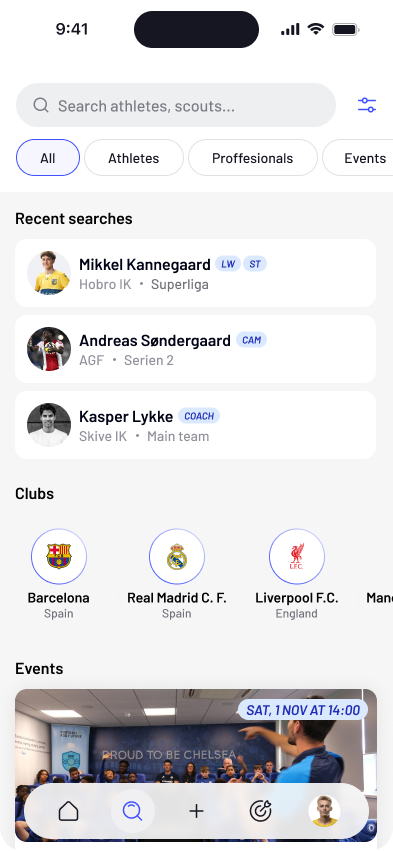 9:41
Search athletes, scouts...
All Athletes Proffesionals Events
Recent searches
Mikkel Kannegaard LW ST
Hobro IK • Superliga
Andreas Søndergaard CAM
AGF • Serien 2
Kasper Lykke COACH
Skive IK • Main team
Clubs
LFC
Barcelona Real Madrid C. F. Liverpool F.C.
Spain Spain England
Events
SAT, 1 NOV AT 14:00
PROUD TO BE CHELSEA